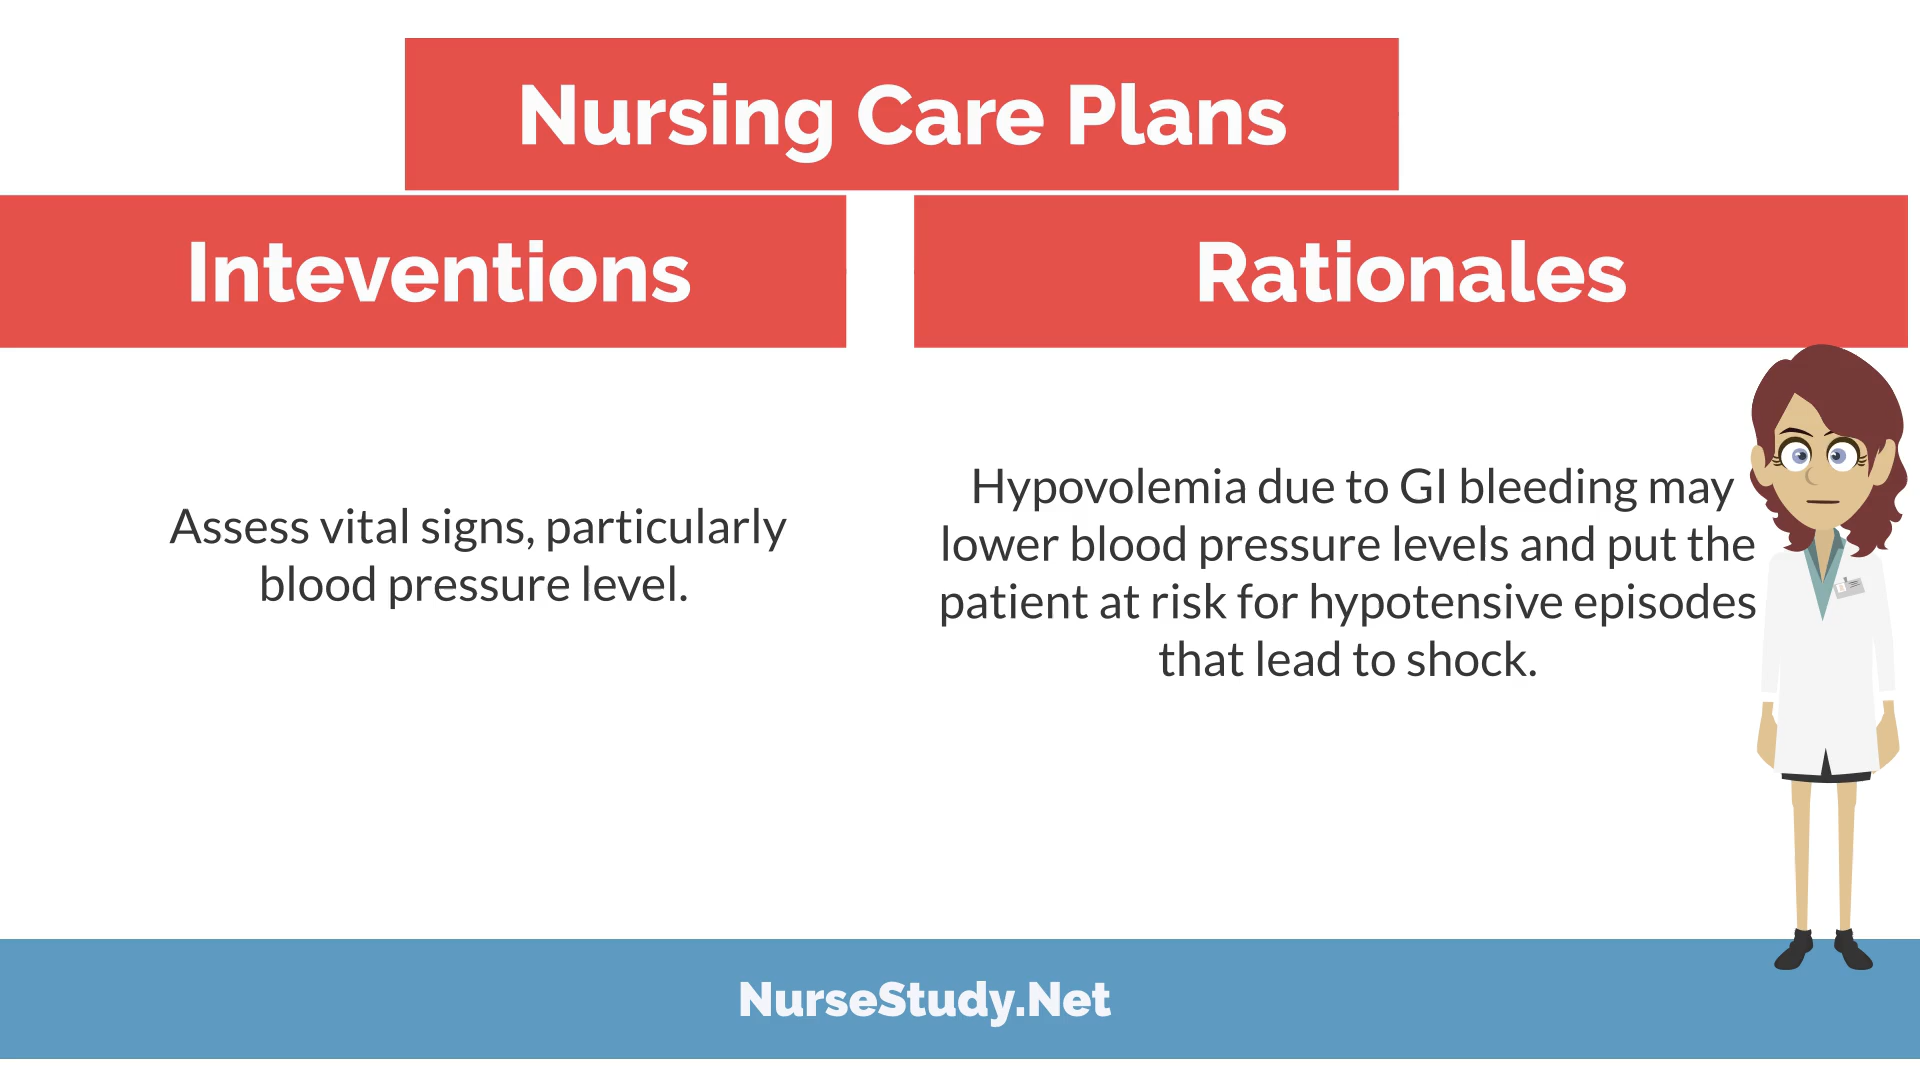 Nursing Care Plans
Inteventions
Rationales
Assess vital signs, particularly
blood pressure level.
Hypovolemia due to GI bleeding may
lower blood pressure levels and put the
patient at risk for hypotensive episodes
that lead to shock.
NurseStudy.Net